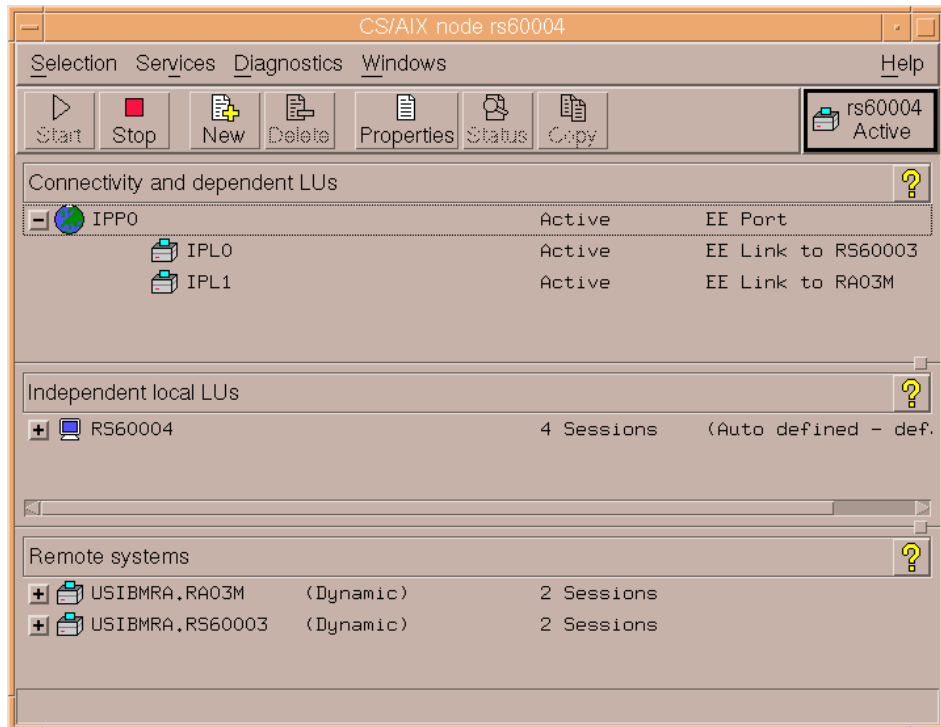 CS/AIX node rs60004
Selection Services Diagnostics Windows Help
Start Stop New Delete Properties Status Copy rs60004 Active
Connectivity and dependent LUs ?
IPP0 Active EE Port
IPL0 Active EE Link to RS60003
IPL1 Active EE Link to RA03M
Independent local LUs ?
RS60004 4 Sessions (Auto defined - def.
Remote systems ?
USIBMRA.RA03M (Dynamic) 2 Sessions
USIBMRA.RS60003 (Dynamic) 2 Sessions